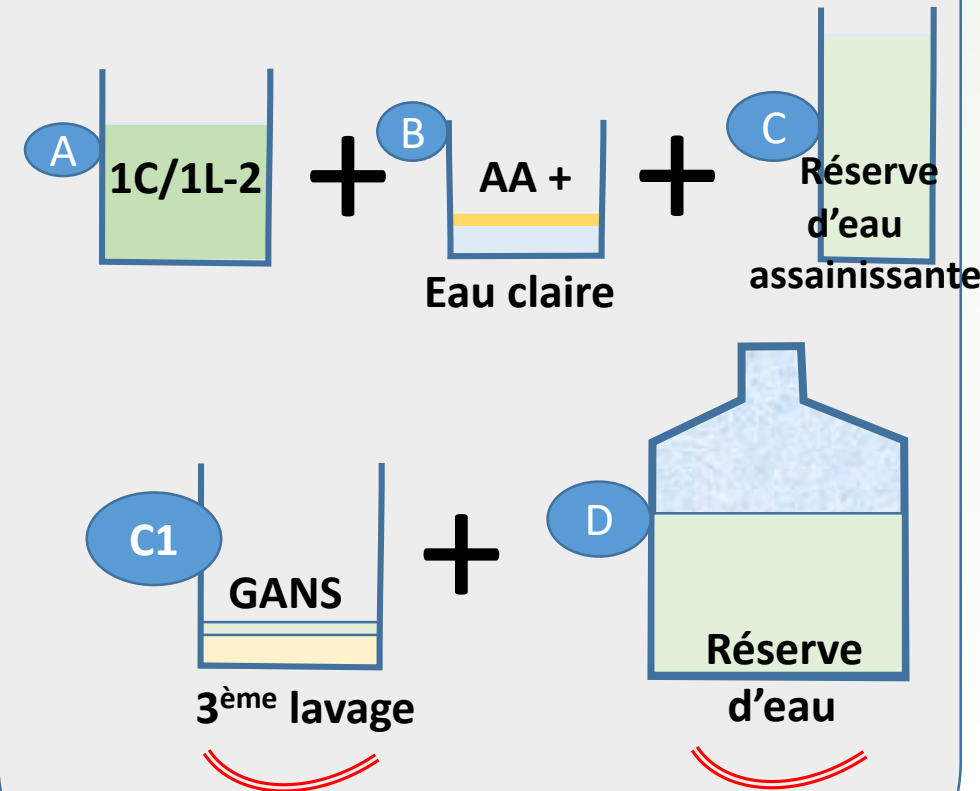 A
1C/1L-2
B
AA +
Eau claire
C
Réserve
d'eau
assainissante
C1
GANS
3ème lavage
D
Réserve
d'eau